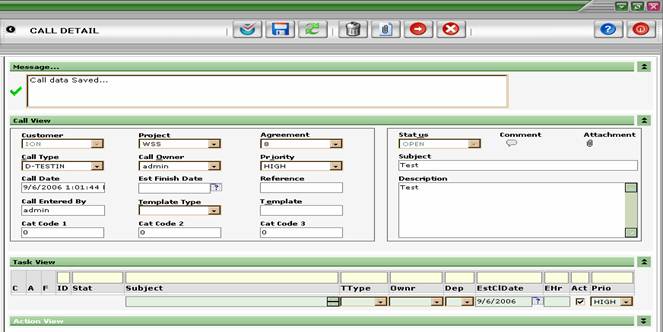 CALL DETAIL
Message...
Call data Saved...
Call View
Customer Project Agreement Status Comment Attachment
ION WSS 8 OPEN
Call Type Call Owner Priority Subject
D-TESTIN admin HIGH Test
Call Date Est Finish Date Reference Description
9/6/2006 1:01:44 Test
Call Entered By Template Type Template
admin
Cat Code 1 Cat Code 2 Cat Code 3
0 0 0
Task View
C A F ID Stat Subject TType Ownr Dep EstClDate EHr Act Prio
9/6/2006 HIGH
Action View